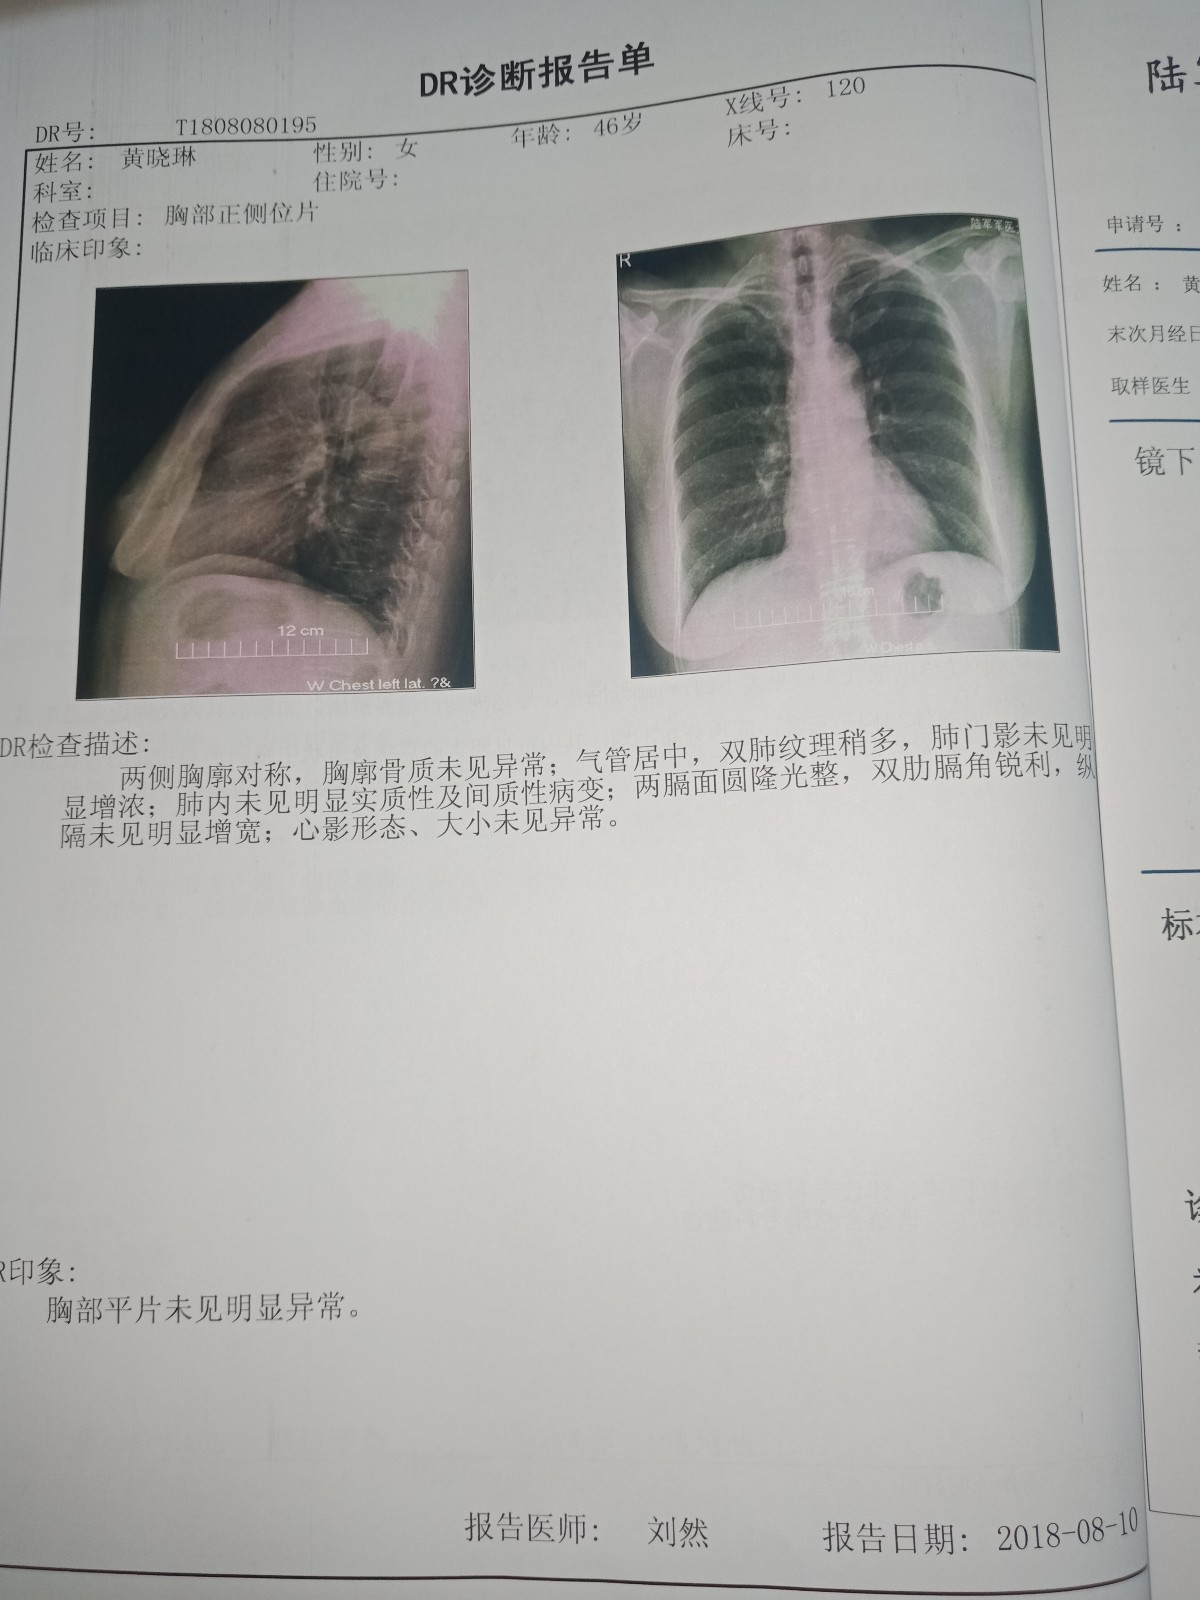 DR诊断报告单
DR号: T1808080195
X线号: 120
姓名: 黄晓琳 性别: 女 年龄: 46岁 床号:
科室: 住院号:
检查项目: 胸部正侧位片
临床印象:
R
陆军军医
12 cm
W Chest left lat. ?&
DR检查描述:
两侧胸廓对称，胸廓骨质未见异常；气管居中，双肺纹理稍多，肺门影未见明
显增浓；肺内未见明显实质性及间质性病变；两膈面圆隆光整，双肋膈角锐利，纵
隔未见明显增宽；心影形态、大小未见异常。
R印象:
胸部平片未见明显异常。
报告医师: 刘然 报告日期: 2018-08-10
陆
申请号：
姓名：黄
末次月经日
取样医生
镜下
标